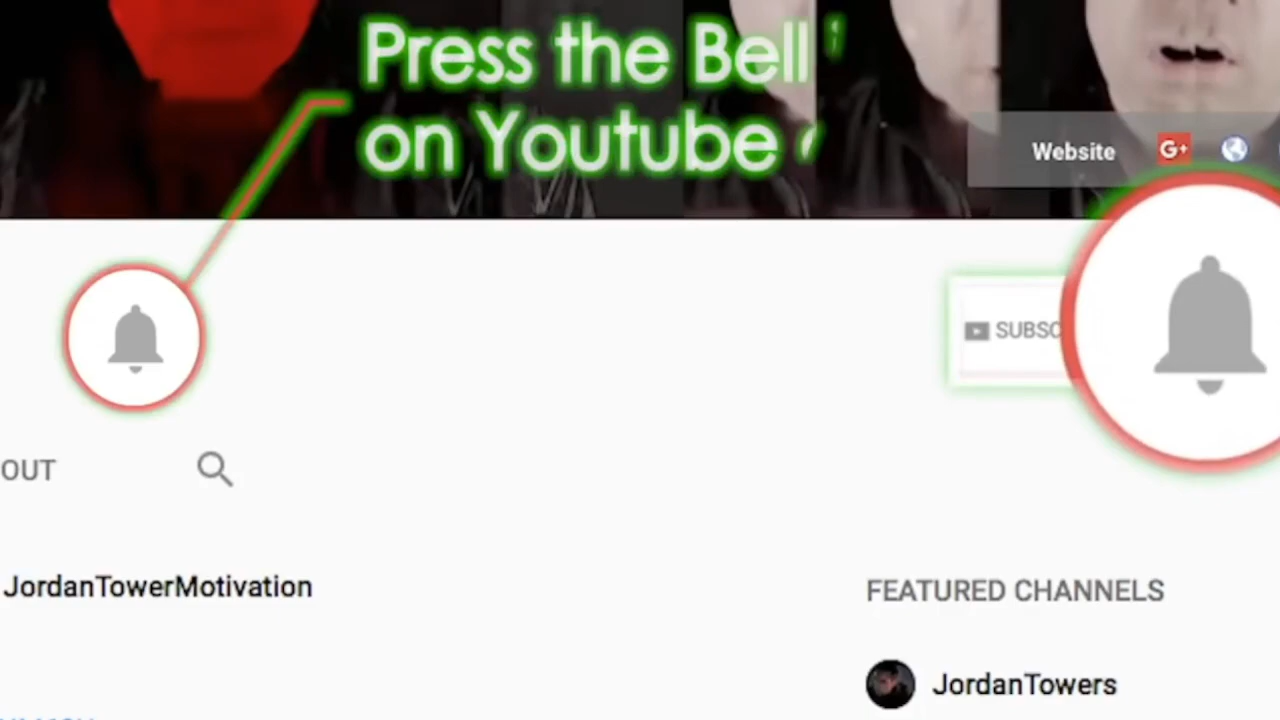 Press the Bell
on Youtube
Website
G+
SUBSC
OUT
JordanTowerMotivation
FEATURED CHANNELS
JordanTowers